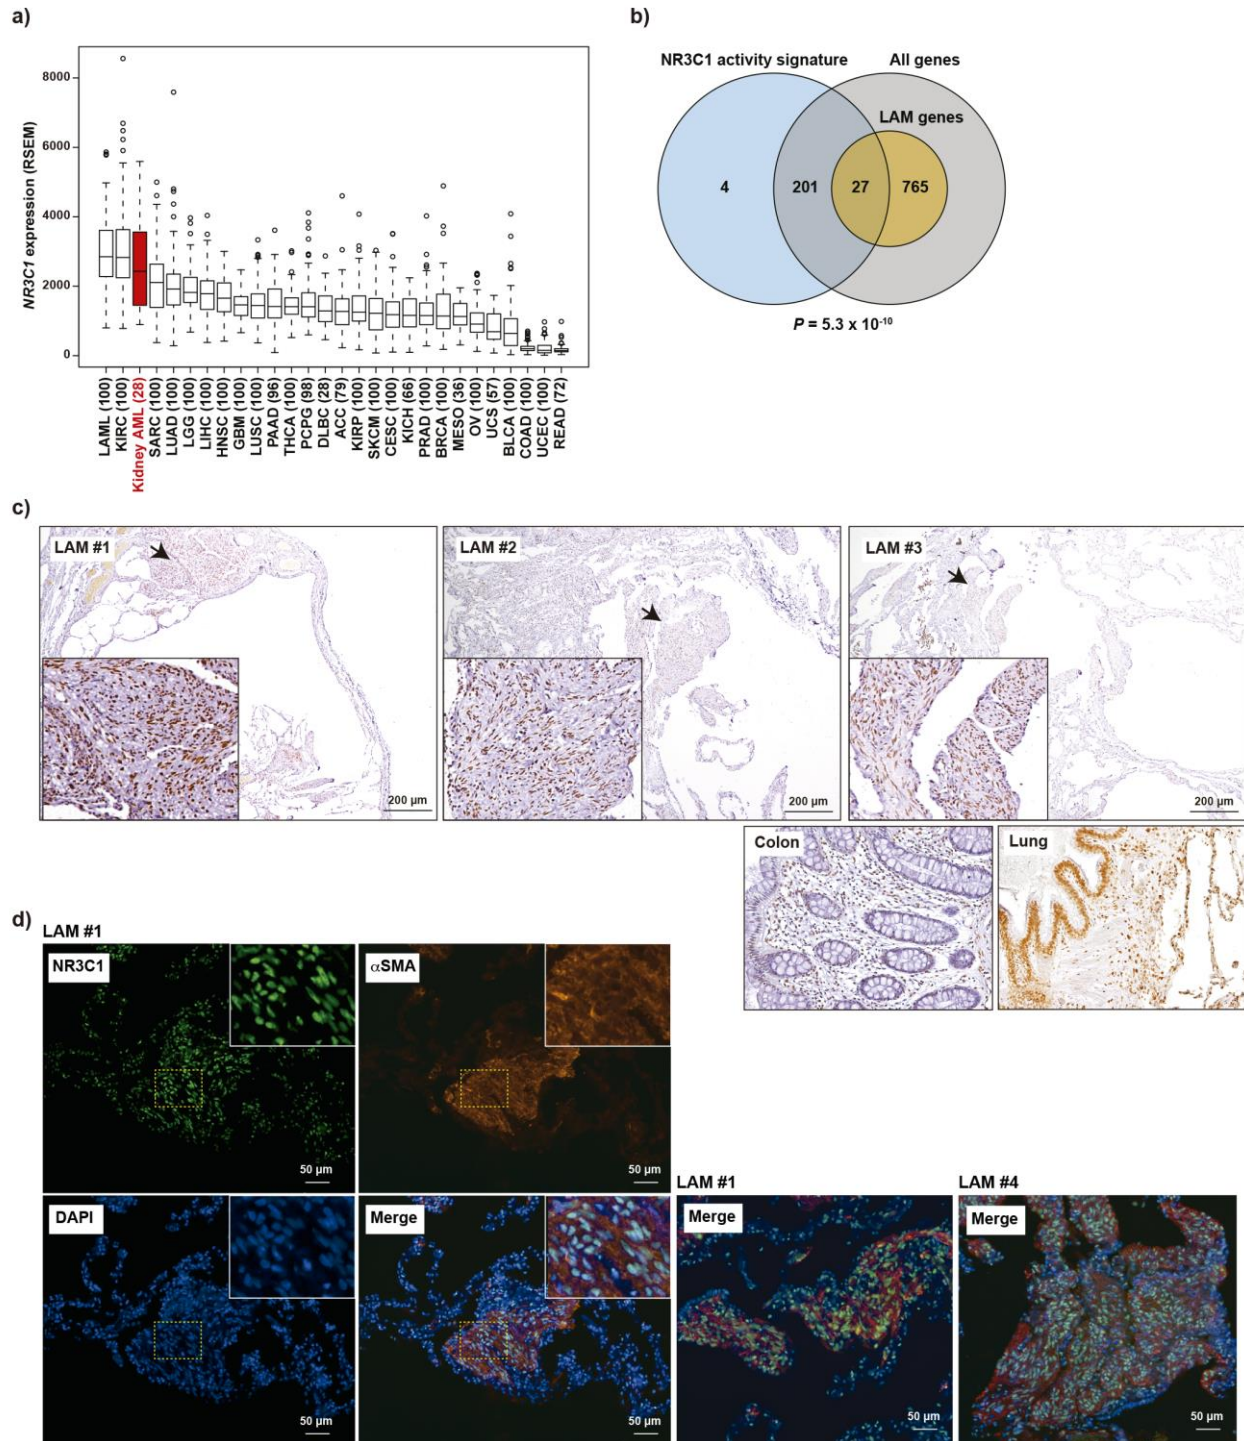 a)
NR3C1 expression (RSEM)
8000
6000
4000
2000
0
LAML (100)
KIRC (100)
Kidney AML (28)
SARC (100)
LUAD (100)
LGG (100)
LIHC (100)
HNSC (100)
GBM (100)
LUSC (100)
PAAD (96)
THCA (100)
PCPG (98)
DLBC (28)
ACC (79)
KIRP (100)
SKCM (100)
CESC (100)
KICH (66)
PRAD (100)
BRCA (100)
MESO (36)
OV (100)
UCS (57)
BLCA (100)
COAD (100)
UCEC (100)
READ (72)
b)
NR3C1 activity signature
All genes
LAM genes
4
201
27
765
P = 5.3 x 10⁻¹⁰
c)
LAM #1
200 µm
LAM #2
200 µm
LAM #3
200 µm
Colon
Lung
d)
LAM #1
NR3C1
50 µm
αSMA
50 µm
DAPI
50 µm
Merge
50 µm
LAM #1
Merge
50 µm
LAM #4
Merge
50 µm